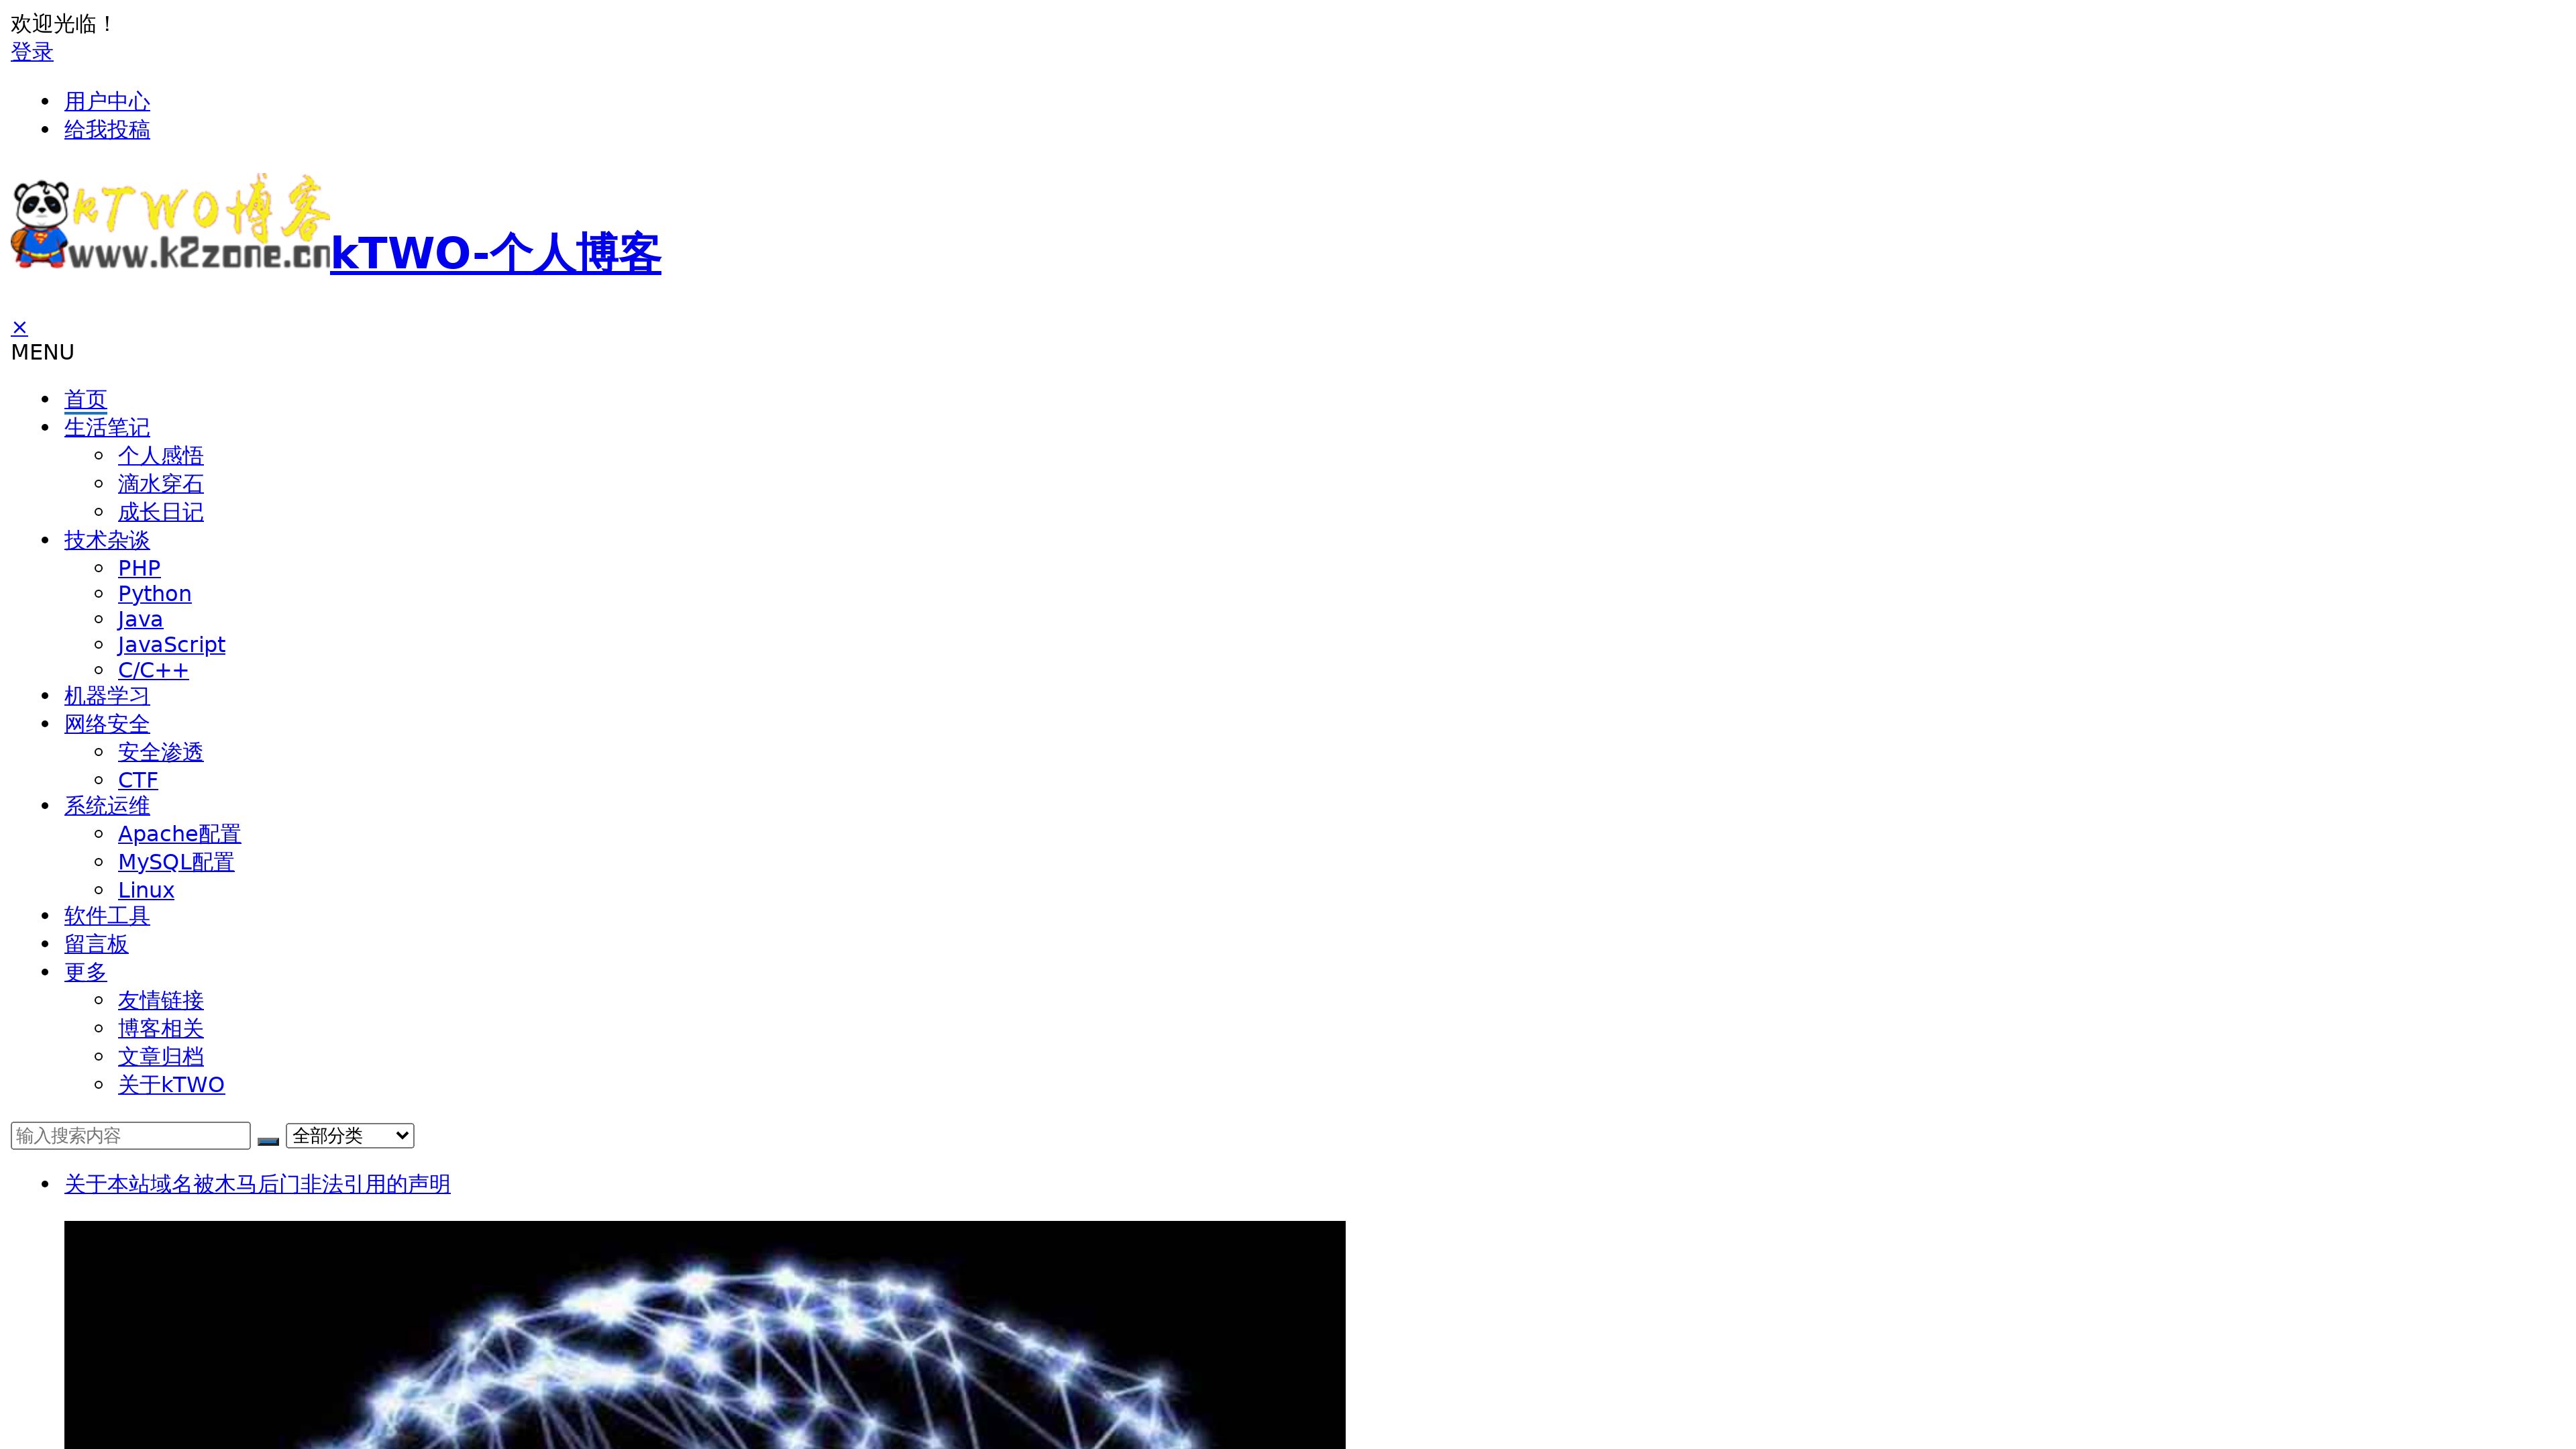 欢迎光临！
登录
用户中心
给我投稿
kTWO博客
www.k2zone.cn
kTWO-个人博客
×
MENU
首页
生活笔记
个人感悟
滴水穿石
成长日记
技术杂谈
PHP
Python
Java
JavaScript
C/C++
机器学习
网络安全
安全渗透
CTF
系统运维
Apache配置
MySQL配置
Linux
软件工具
留言板
更多
友情链接
博客相关
文章归档
关于kTWO
输入搜索内容 全部分类
关于本站域名被木马后门非法引用的声明